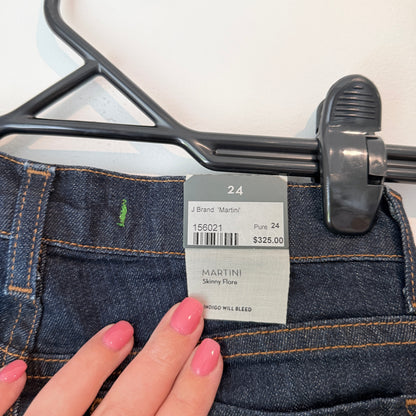 24
J Brand 'Martini'
156021 Pure. 24
$325.00
MARTINI
Skinny Flare
INDIGO WILL BLEED